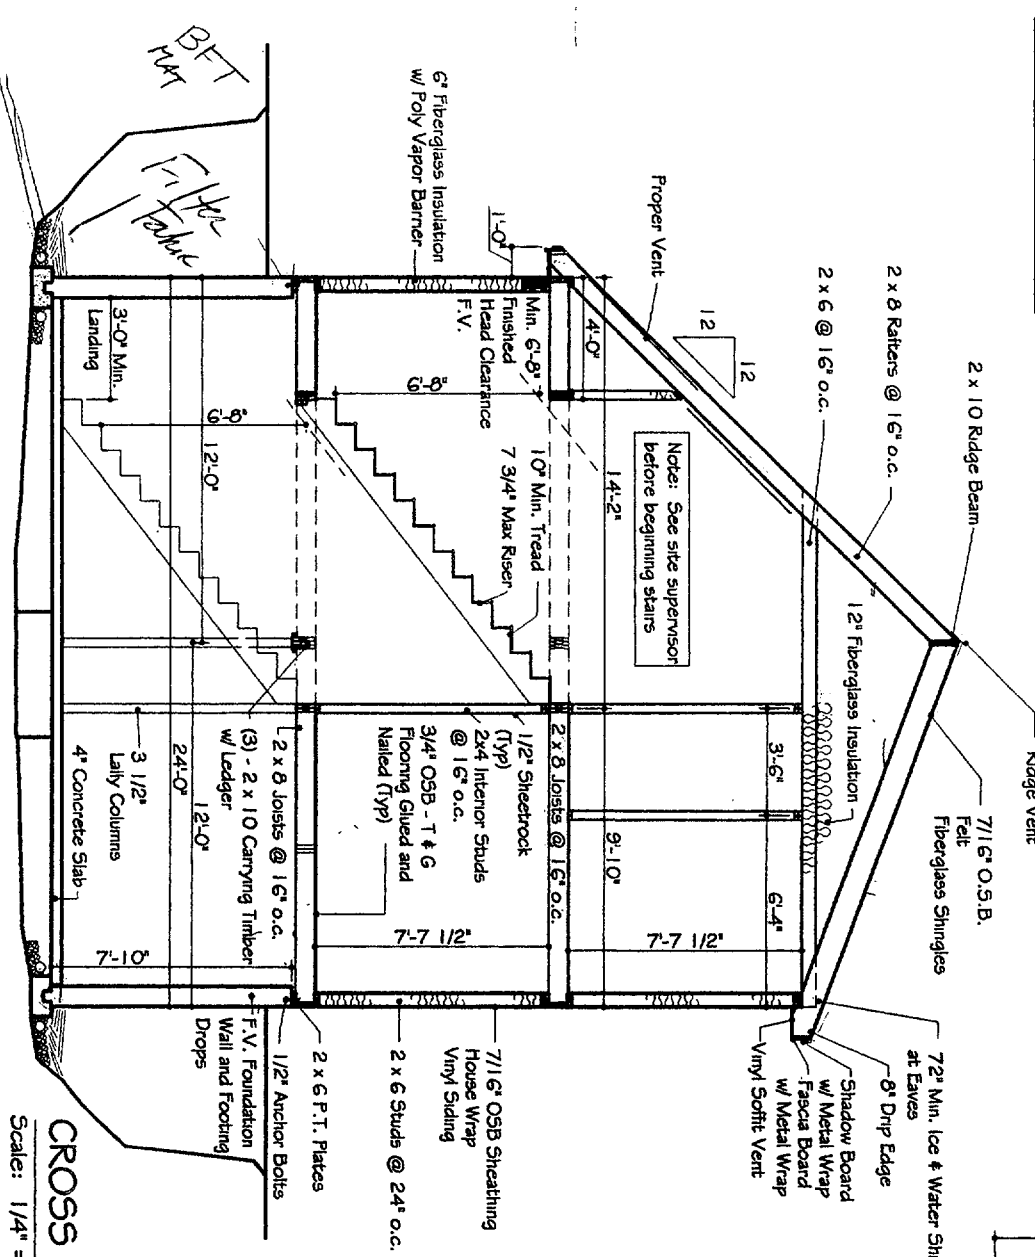 2 x 10 Ridge Beam
2 x 8 Rafters @ 16" o.c.
2 x 6 @ 16" o.c.
Proper Vent
12
12
Ridge Vent
7/16" O.S.B.
Felt
Fiberglass Shingles
12" Fiberglass Insulation
72" Min. Ice & Water
at Eaves
8" Drip Edge
Shadow Board
w/ Metal Wrap
Fascia Board
w/ Metal Wrap
Vinyl Soffit Vent
Note: See site supervisor
before beginning stairs
3'-6"
6'-4"
7'-7 1/2"
4'-0"
14'-2"
9'-10"
1'-0"
6" Fiberglass Insulation
w/ Poly Vapor Barrier
Min. 6'-8"
Finished
Head Clearance
F.V.
6'-8"
10" Min. Tread
7 3/4" Max Riser
2 x 8 Joists @ 16" o.c.
1/2" Sheetrock
(Typ)
2x4 Interior Studs
@ 16" o.c.
3/4" OSB - T & G
Flooring Glued and
Nailed (Typ)
7'-7 1/2"
7/16" OSB Sheathing
House Wrap
Vinyl Siding
2 x 6 Studs @ 24" o.c.
2 x 6 P.T. Plates
1/2" Anchor Bolts
F.V. Foundation
Wall and Footing
Drops
2 x 8 Joists @ 16" o.c.
(3) - 2 x 10 Carrying Timber
w/ Ledger
6'-8"
12'-0"
12'-0"
24'-0"
3'-0" Min.
Landing
3 1/2"
Lally Columns
4" Concrete Slab
7'-10"
MAT
Filter
Fabric
CROSS
Scale: 1/4" =